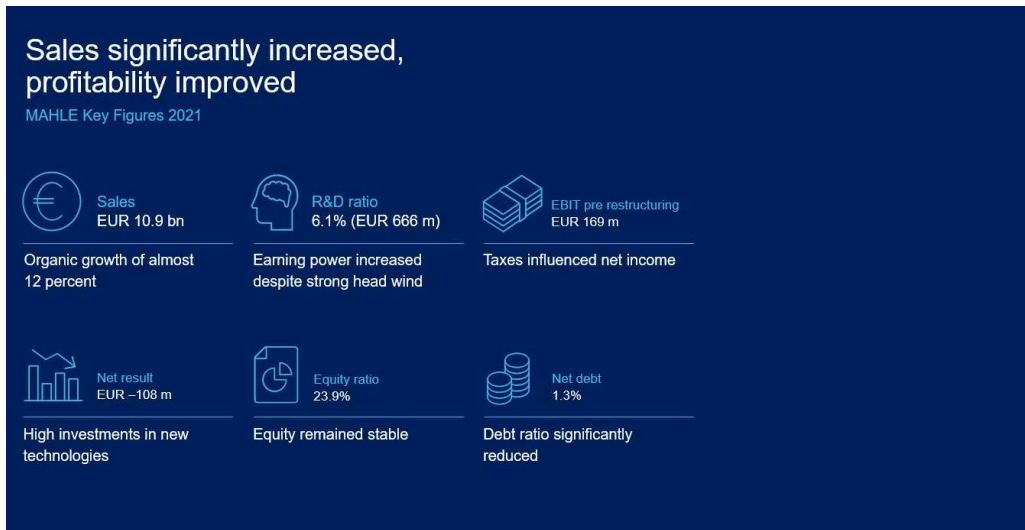 Sales significantly increased,
profitability improved
MAHLE Key Figures 2021
Sales
EUR 10.9 bn
Organic growth of almost
12 percent
R&D ratio
6.1% (EUR 666 m)
Earning power increased
despite strong head wind
EBIT pre restructuring
EUR 169 m
Taxes influenced net income
Net result
EUR –108 m
High investments in new
technologies
Equity ratio
23.9%
Equity remained stable
Net debt
1.3%
Debt ratio significantly
reduced